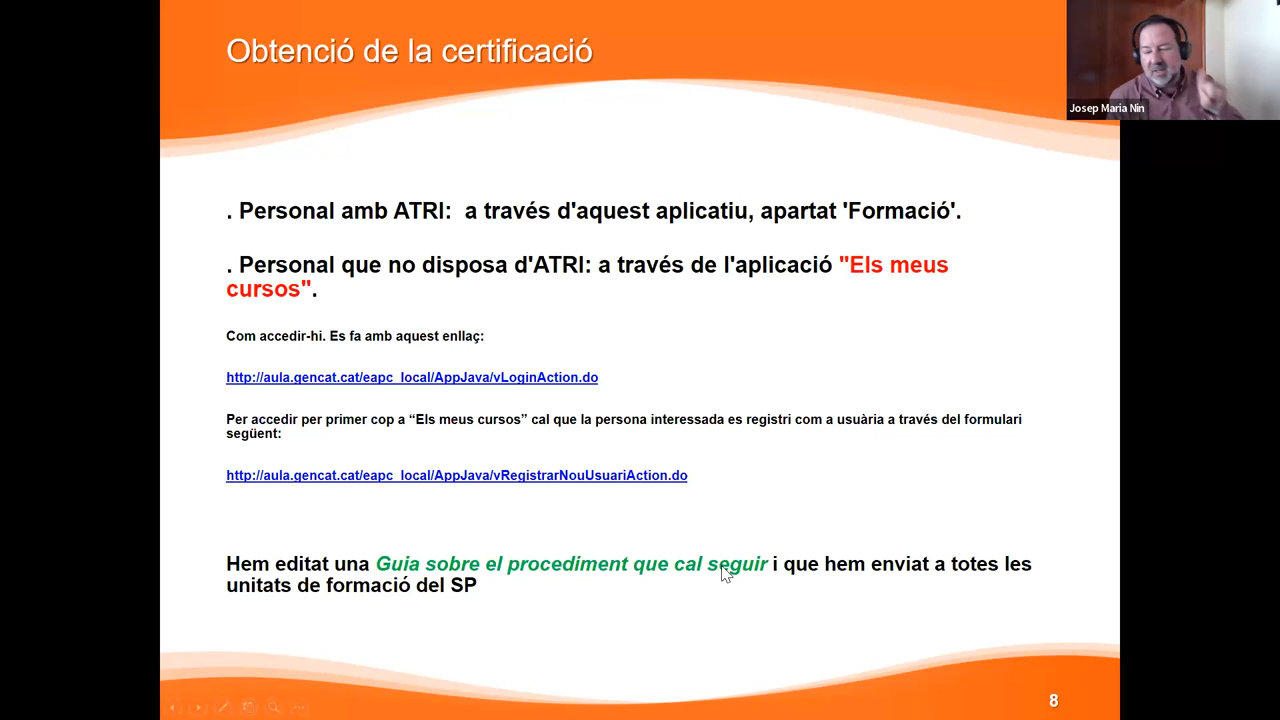 Obtenció de la certificació
Josep Maria Nin
. Personal amb ATRI:  a través d'aquest aplicatiu, apartat 'Formació'.
. Personal que no disposa d'ATRI: a través de l'aplicació "Els meus
cursos".
Com accedir-hi. Es fa amb aquest enllaç:
http://aula.gencat.cat/eapc_local/AppJava/vLoginAction.do
Per accedir per primer cop a “Els meus cursos” cal que la persona interessada es registri com a usuària a través del formulari
següent:
http://aula.gencat.cat/eapc_local/AppJava/vRegistrarNouUsuariAction.do
Hem editat una Guia sobre el procediment que cal seguir i que hem enviat a totes les
unitats de formació del SP
8